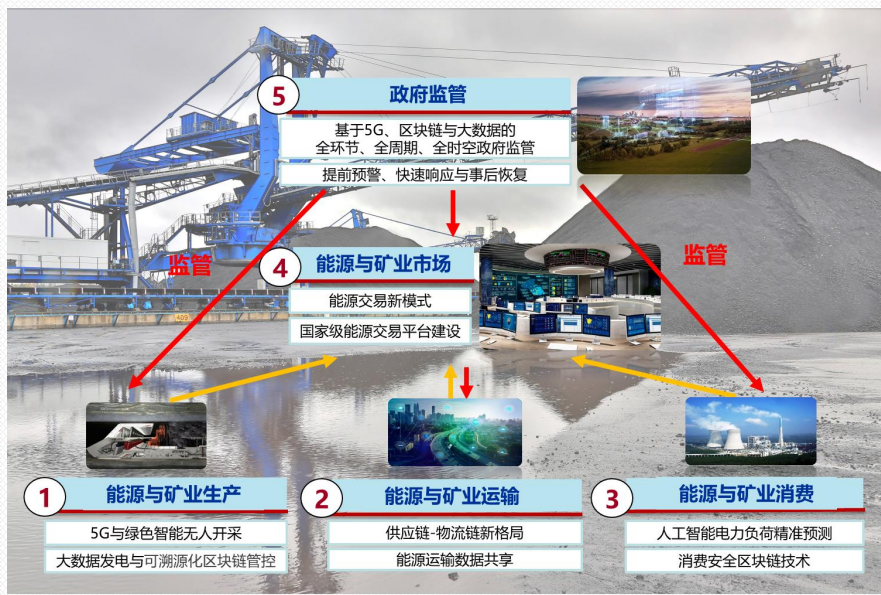 5
政府监管
基于5G、区块链与大数据的
全环节、全周期、全时空政府监管
提前预警、快速响应与事后恢复
监管
监管
4
能源与矿业市场
能源交易新模式
国家级能源交易平台建设
409
1
能源与矿业生产
5G与绿色智能无人开采
大数据发电与可溯源化区块链管控
2
能源与矿业运输
供应链-物流链新格局
能源运输数据共享
3
能源与矿业消费
人工智能电力负荷精准预测
消费安全区块链技术